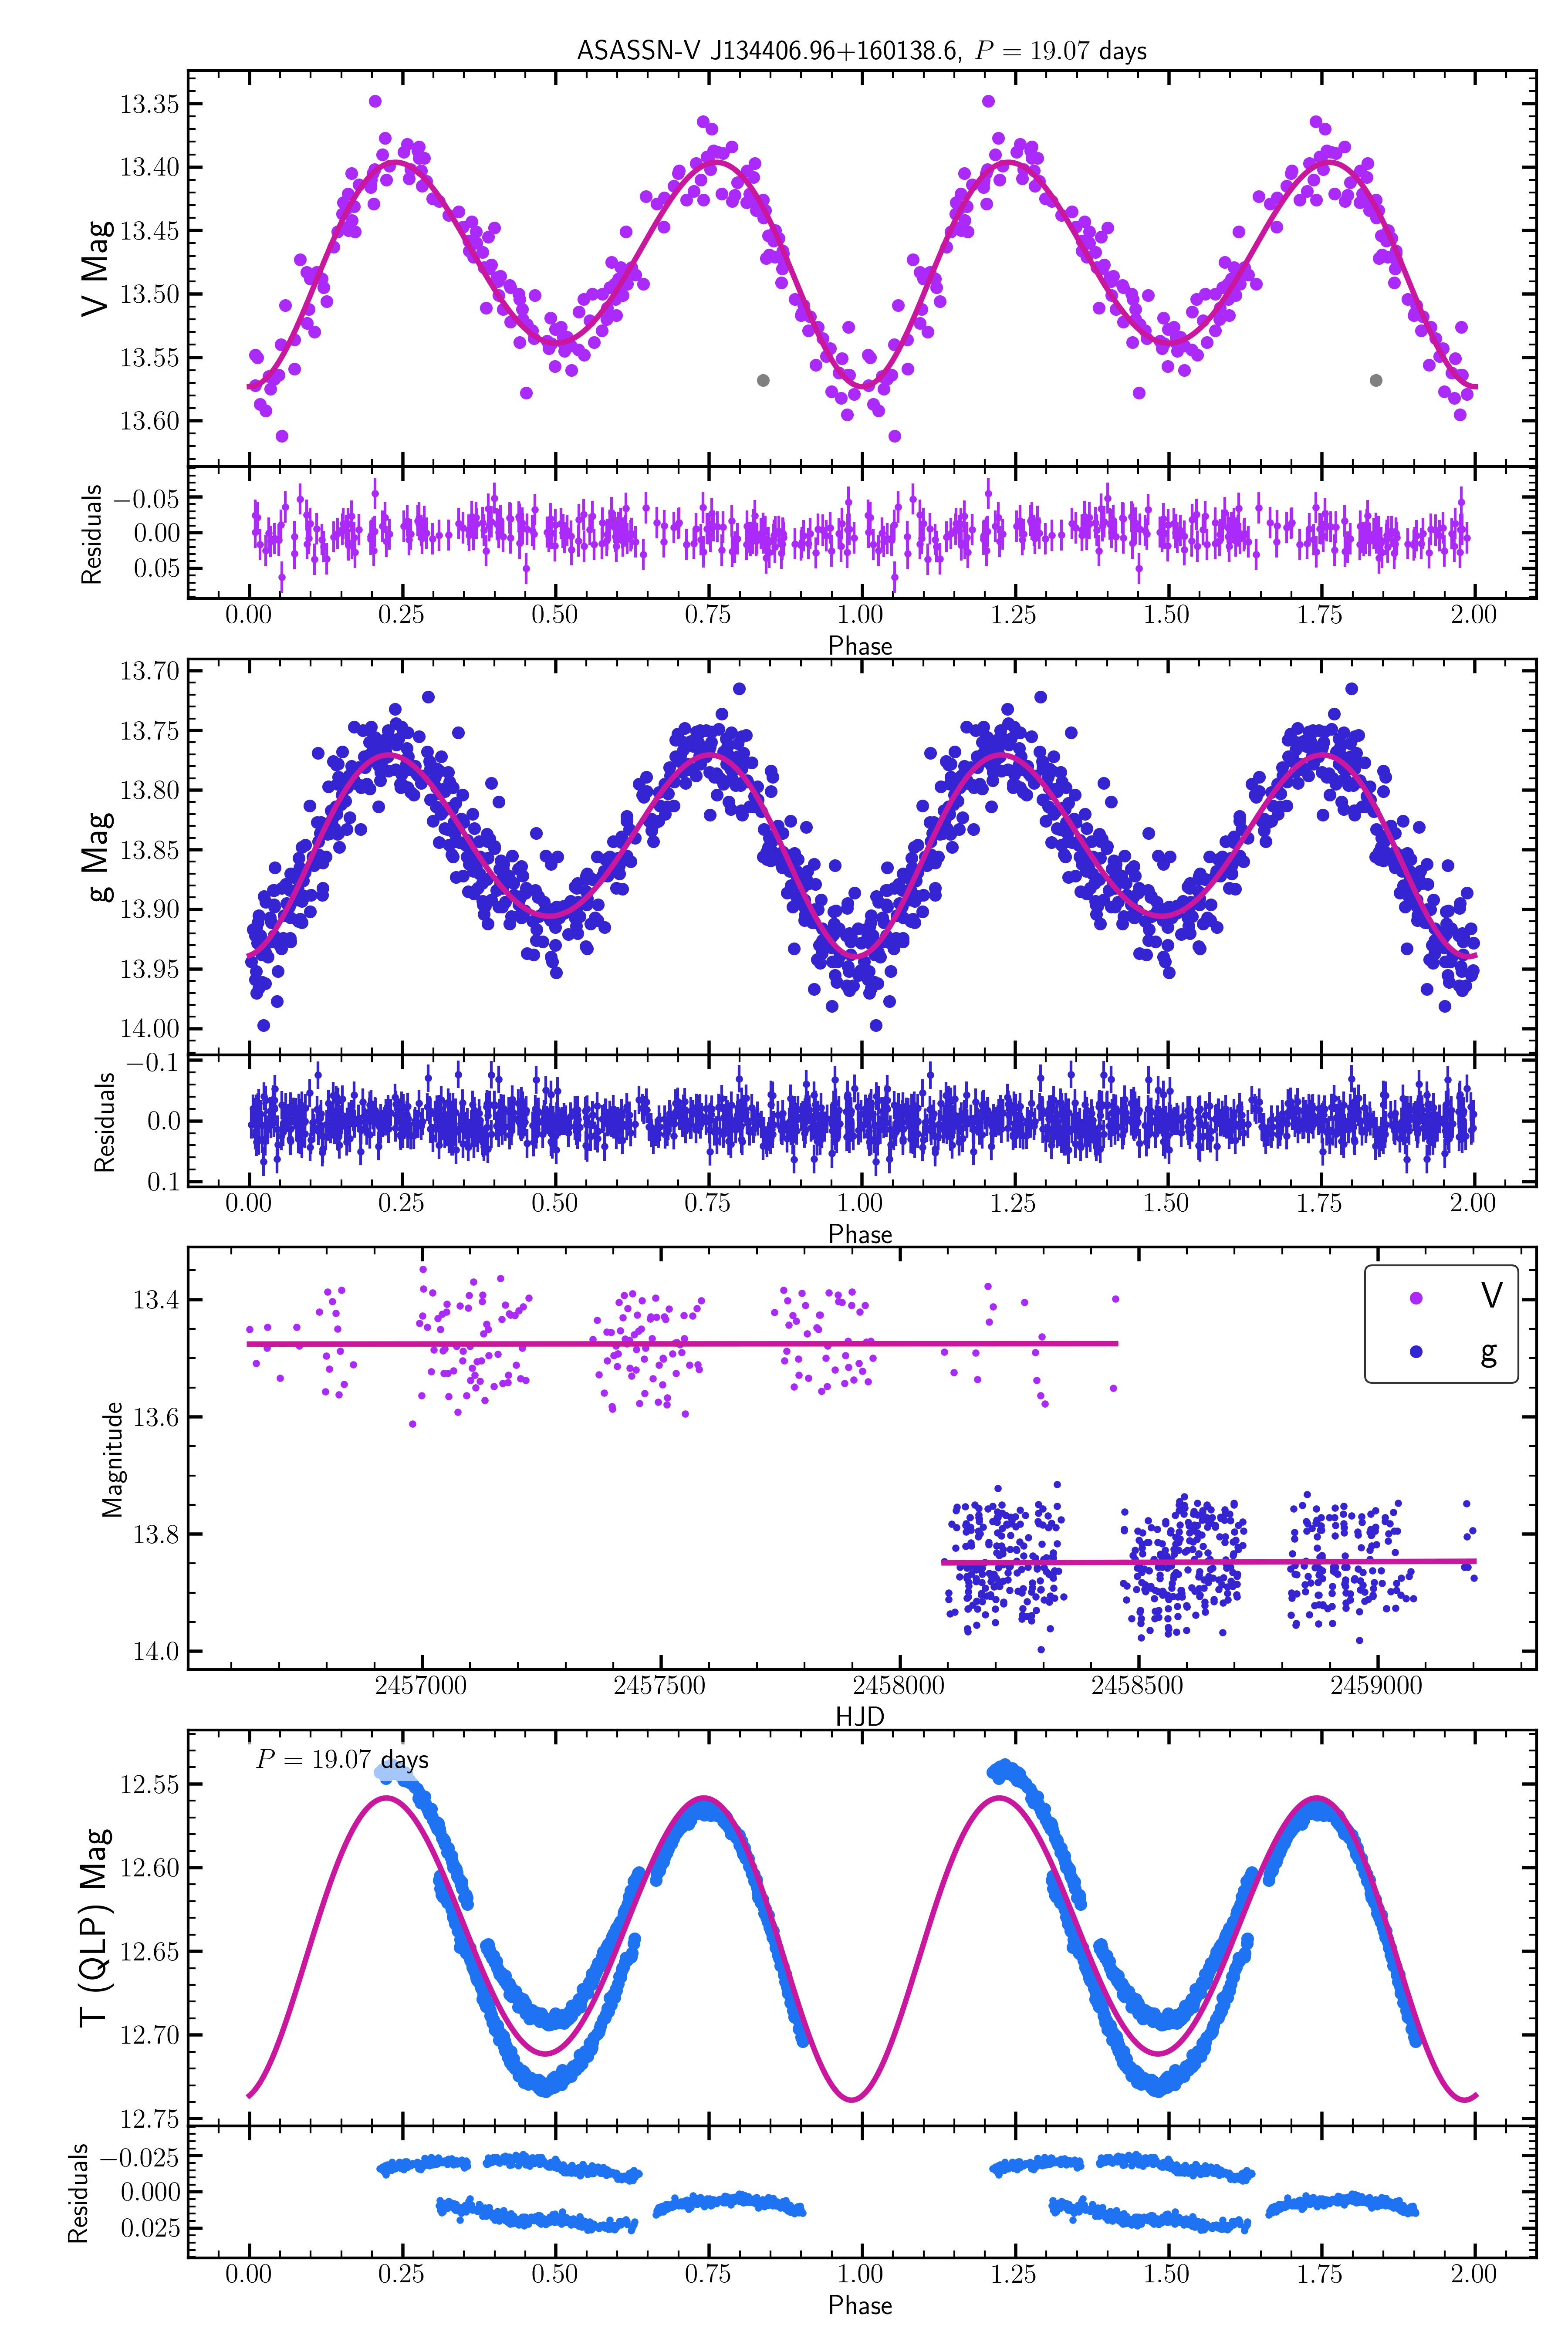 ASASSN-V J134406.96+160138.6, P = 19.07 days
13.35
13.40
13.45
13.50
13.55
13.60
V Mag
−0.05
0.00
0.05
Residuals
0.00 0.25 0.50 0.75 1.00 1.25 1.50 1.75 2.00
Phase
13.70
13.75
13.80
13.85
13.90
13.95
14.00
g Mag
−0.1
0.0
0.1
Residuals
0.00 0.25 0.50 0.75 1.00 1.25 1.50 1.75 2.00
Phase
13.4
13.6
13.8
14.0
Magnitude
V
g
2457000 2457500 2458000 2458500 2459000
HJD
P = 19.07 days
12.55
12.60
12.65
12.70
12.75
T (QLP) Mag
−0.025
0.000
0.025
Residuals
0.00 0.25 0.50 0.75 1.00 1.25 1.50 1.75 2.00
Phase